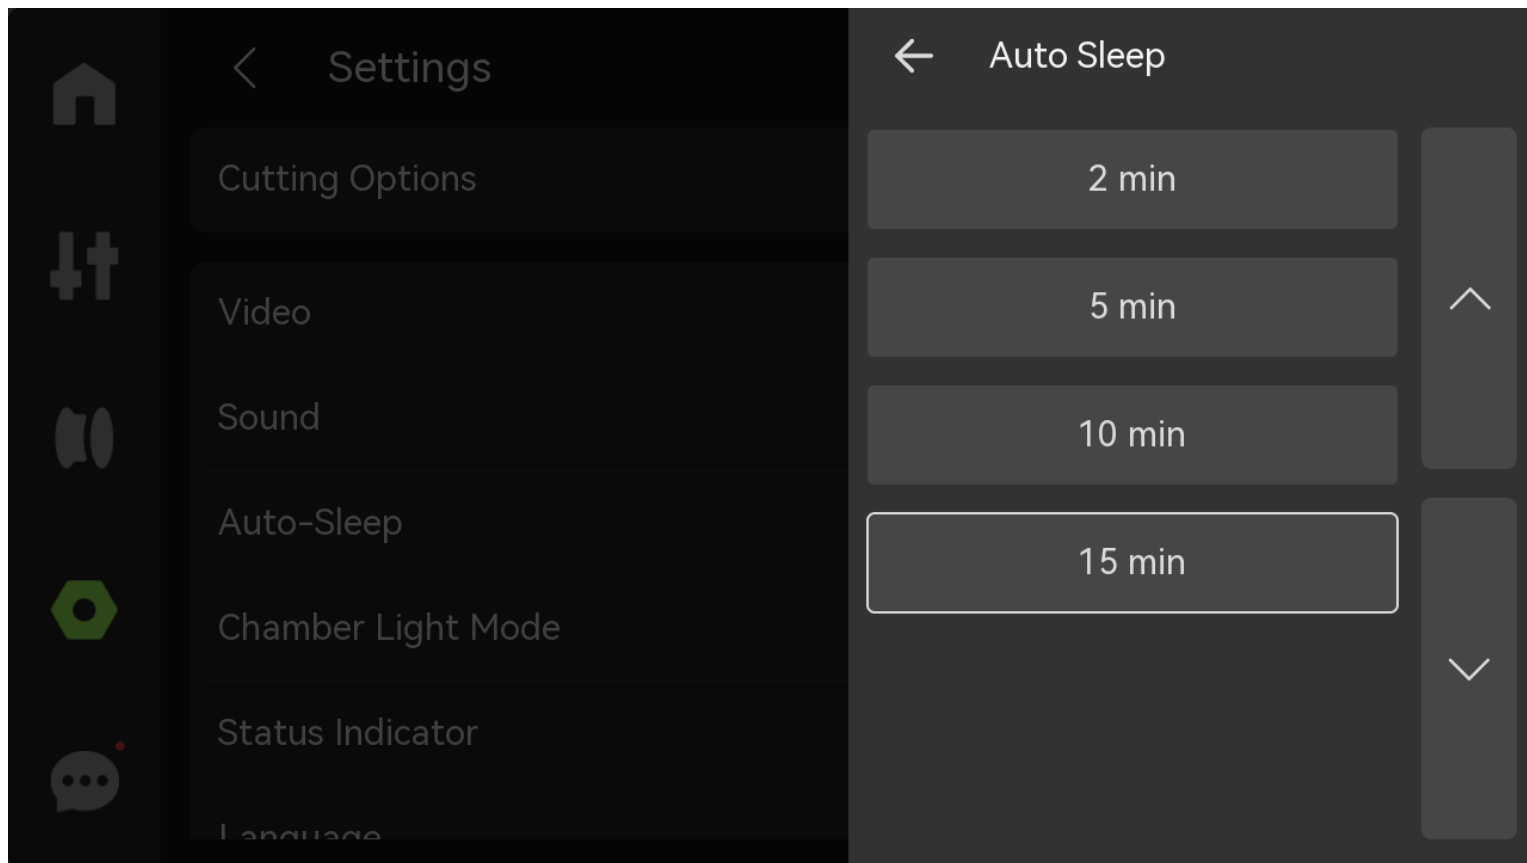 Settings
Cutting Options
Video
Sound
Auto-Sleep
Chamber Light Mode
Status Indicator
Language
Auto Sleep
2 min
5 min
10 min
15 min